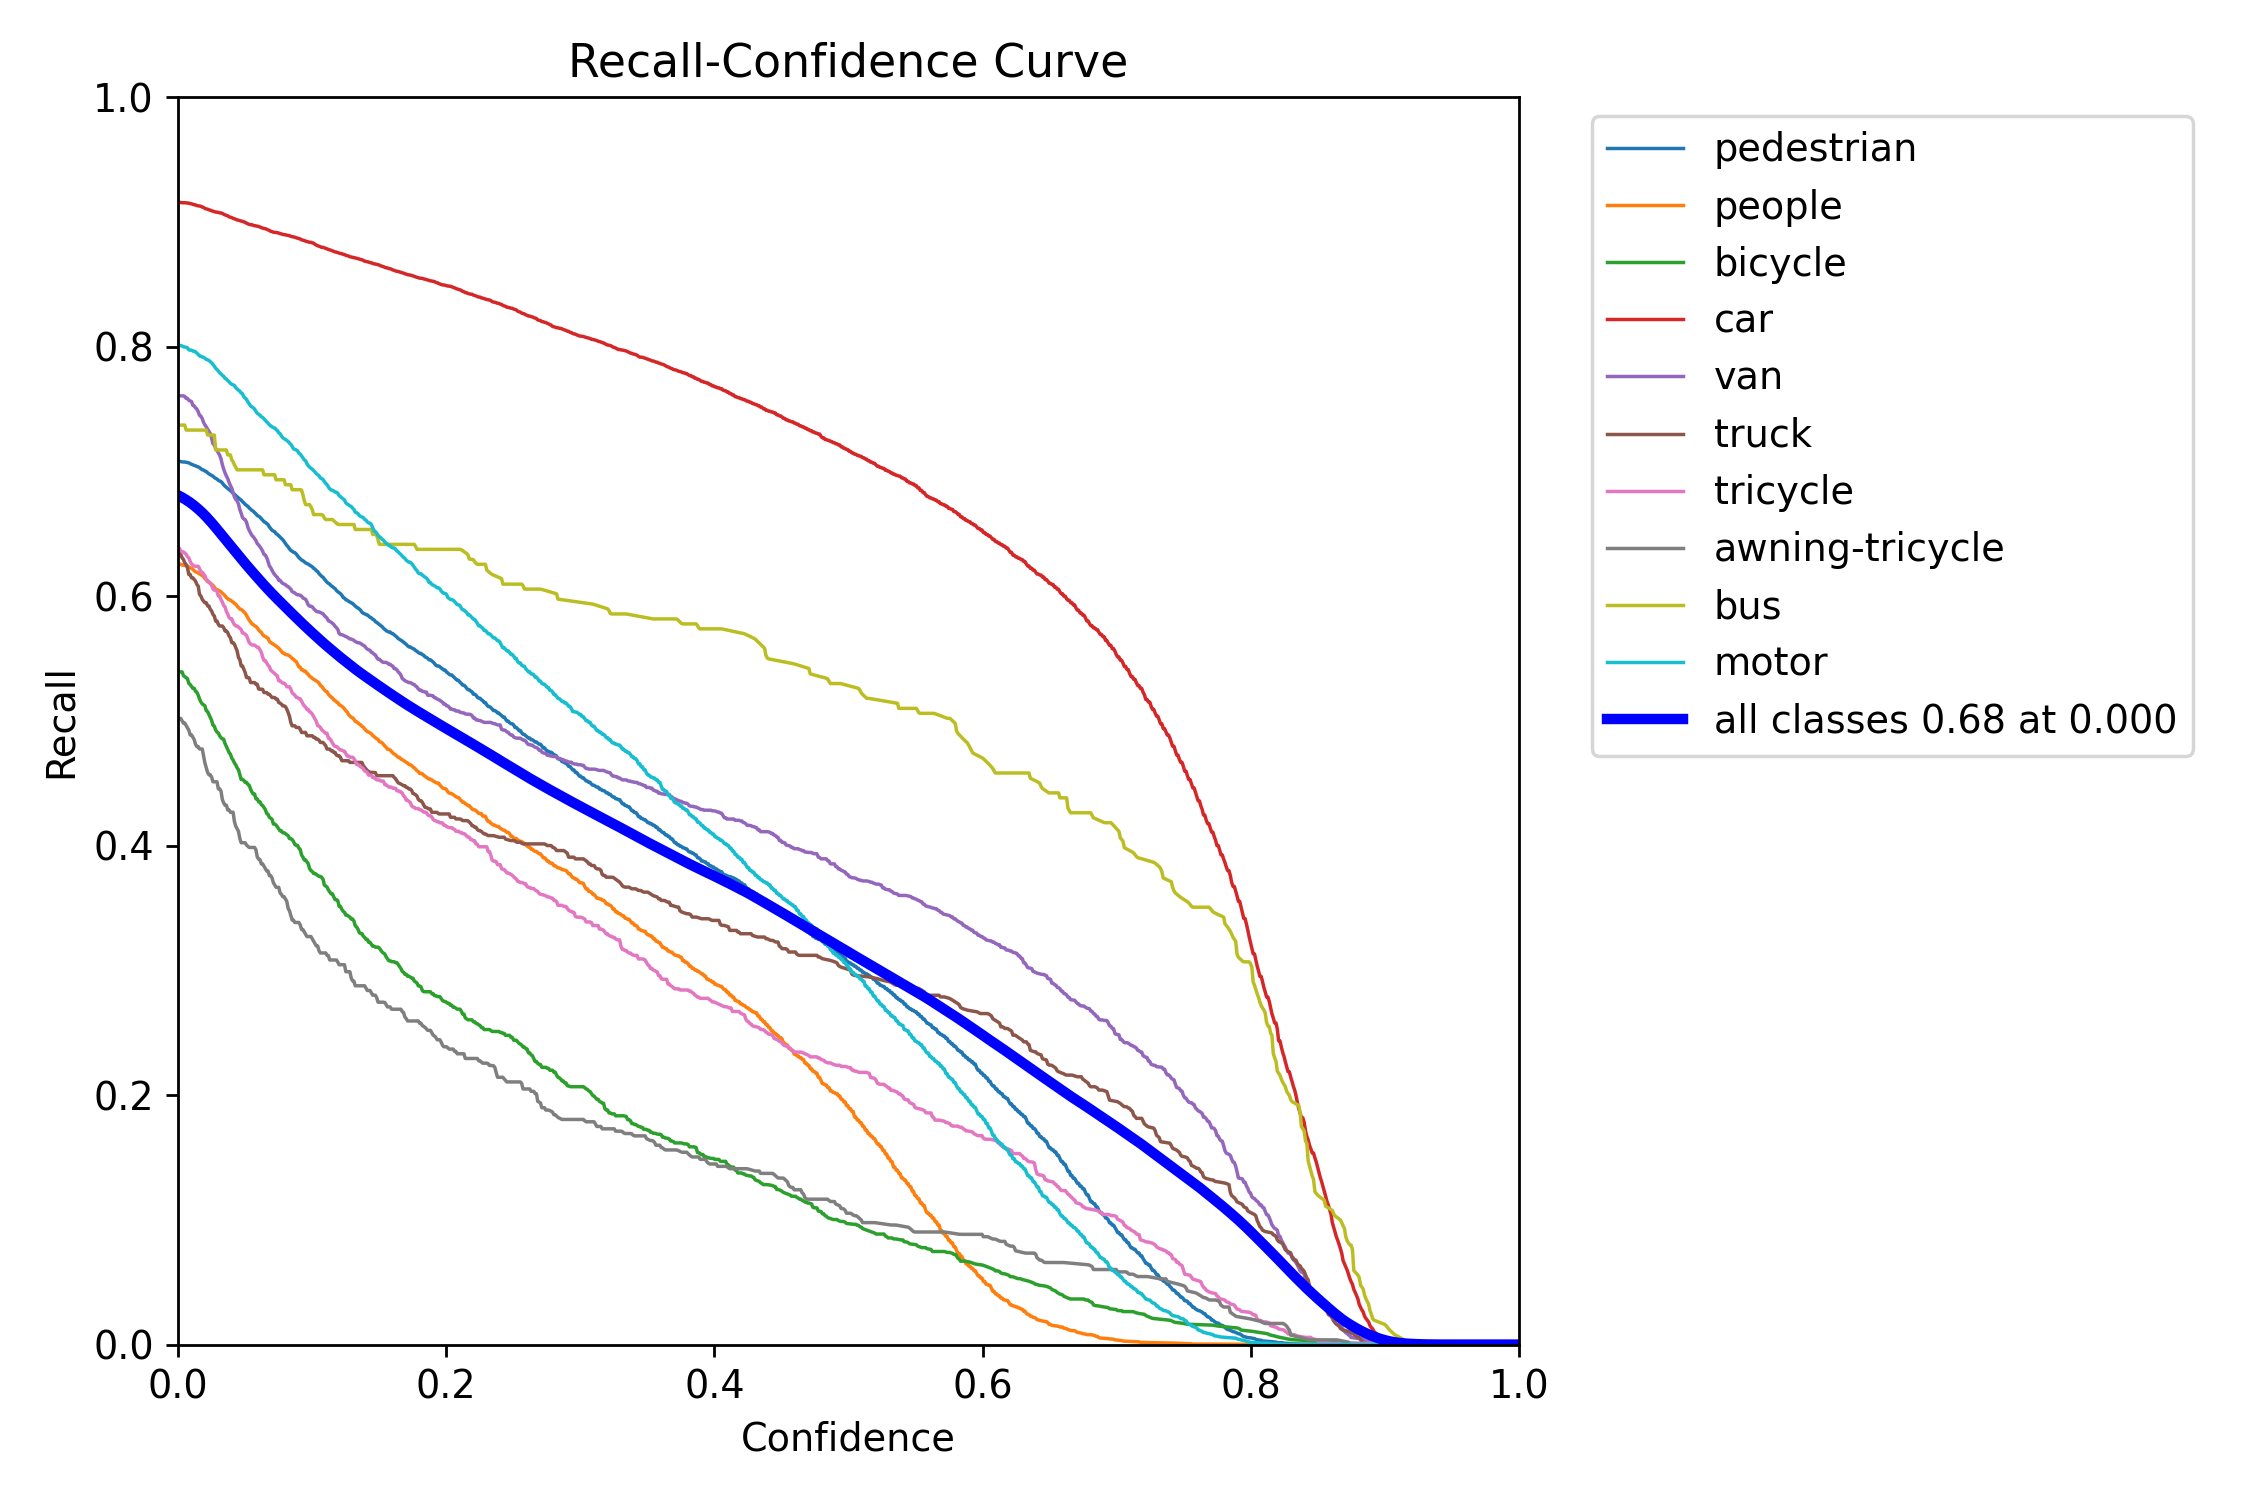 Recall-Confidence Curve
1.0
0.8
0.6
0.4
0.2
0.0
Recall
0.0 0.2 0.4 0.6 0.8 1.0
Confidence
pedestrian
people
bicycle
car
van
truck
tricycle
awning-tricycle
bus
motor
all classes 0.68 at 0.000